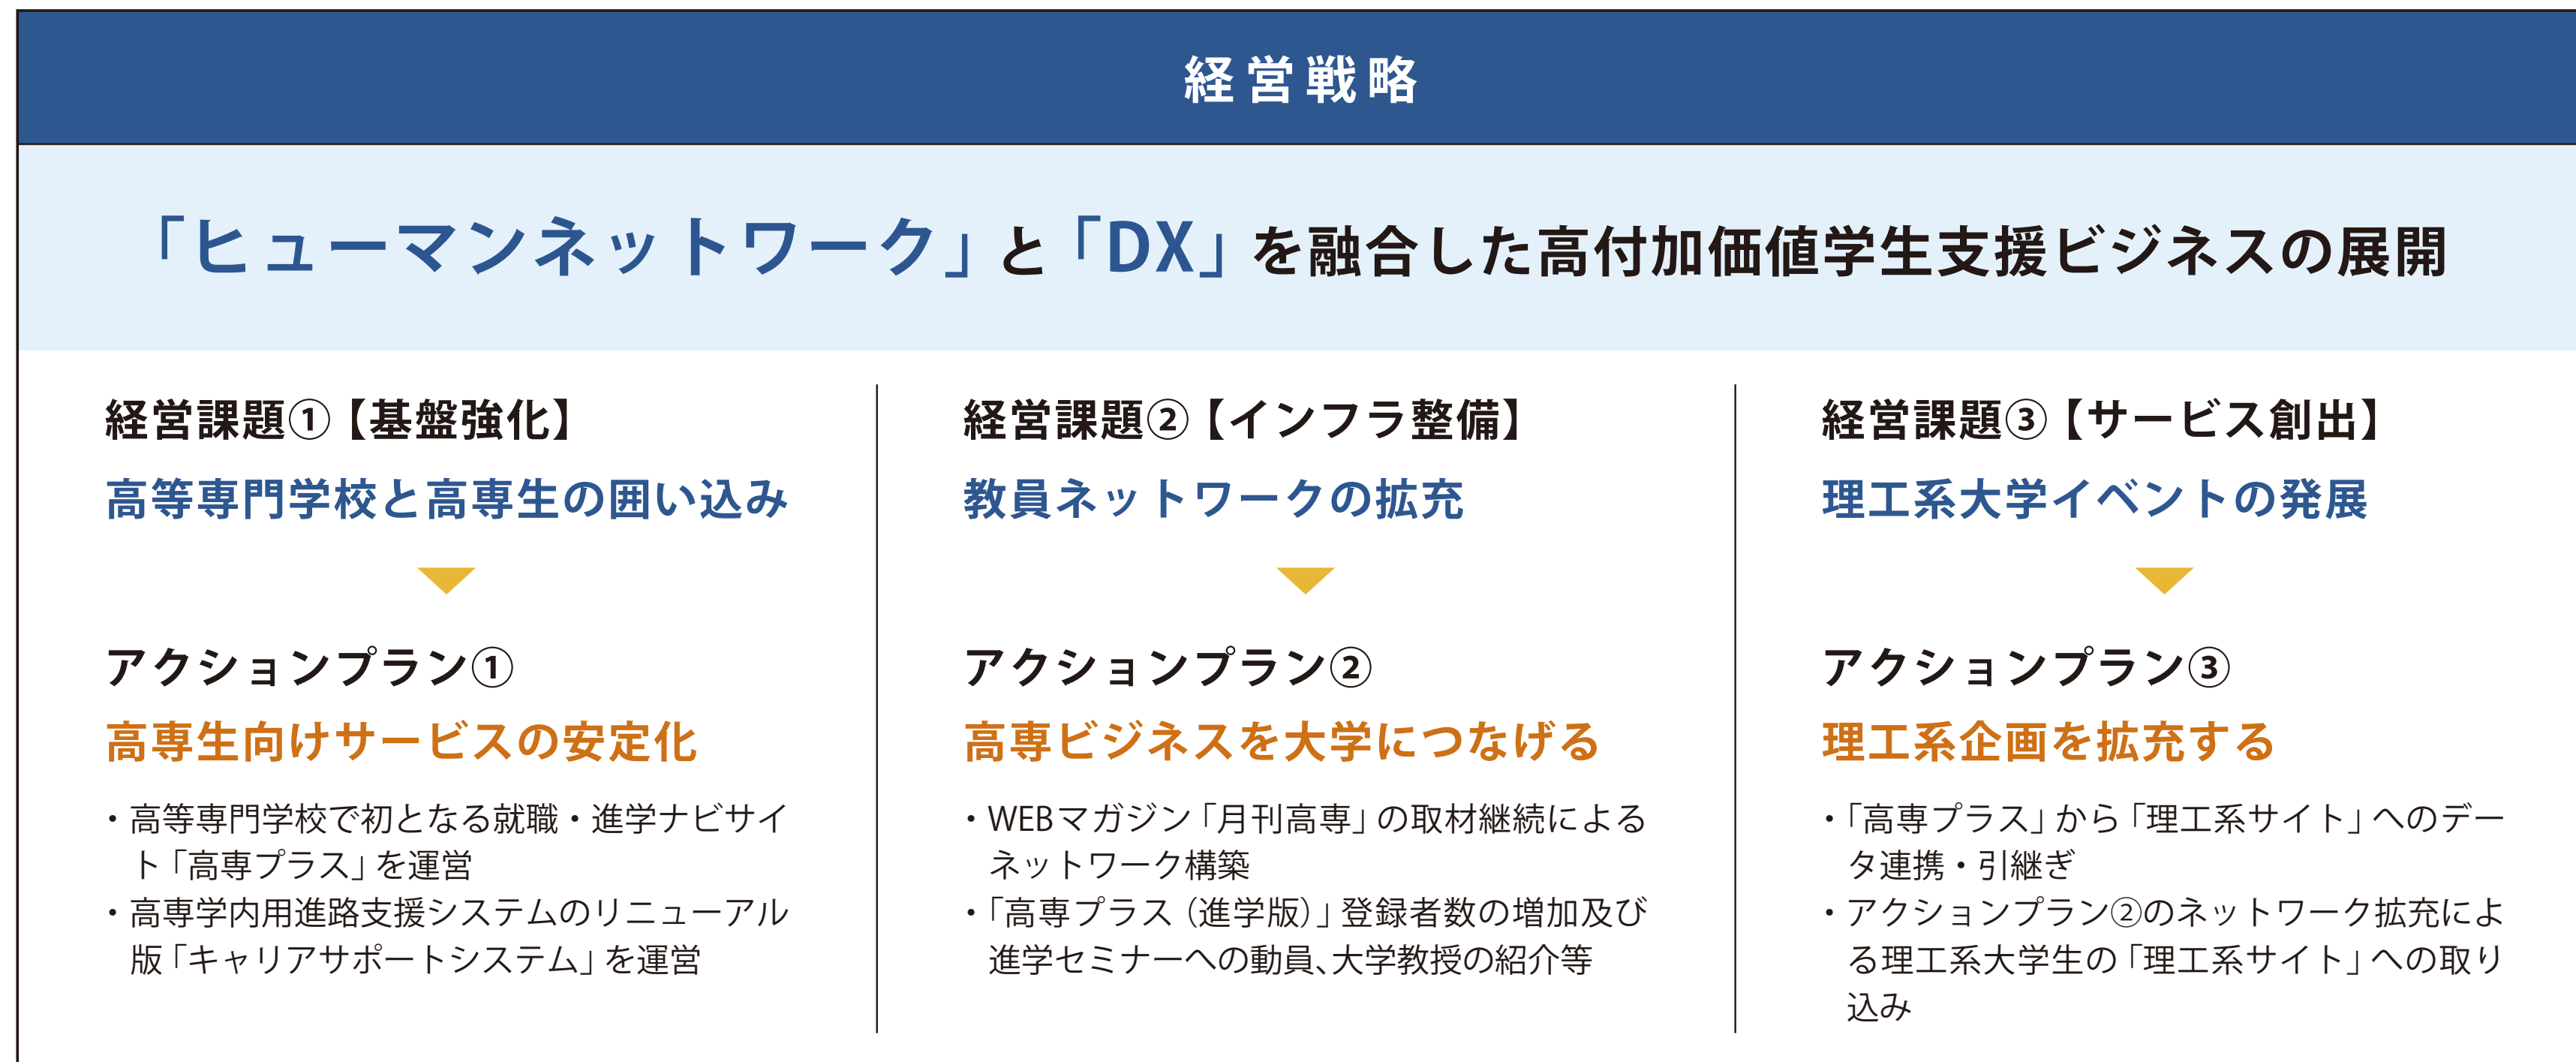 経営戦略
「ヒューマンネットワーク」と「DX」を融合した高付加価値学生支援ビジネスの展開
経営課題①【基盤強化】
高等専門学校と高専生の囲い込み
アクションプラン①
高専生向けサービスの安定化
・高等専門学校で初となる就職・進学ナビサイ
ト「高専プラス」を運営
・高専学内用進路支援システムのリニューアル
版「キャリアサポートシステム」を運営
経営課題②【インフラ整備】
教員ネットワークの拡充
アクションプラン②
高専ビジネスを大学につなげる
・WEBマガジン「月刊高専」の取材継続による
ネットワーク構築
・「高専プラス（進学版）」登録者数の増加及び
進学セミナーへの動員、大学教授の紹介等
経営課題③【サービス創出】
理工系大学イベントの発展
アクションプラン③
理工系企画を拡充する
・「高専プラス」から「理工系サイト」へのデー
タ連携・引継ぎ
・アクションプラン②のネットワーク拡充によ
る理工系大学生の「理工系サイト」への取り
込み